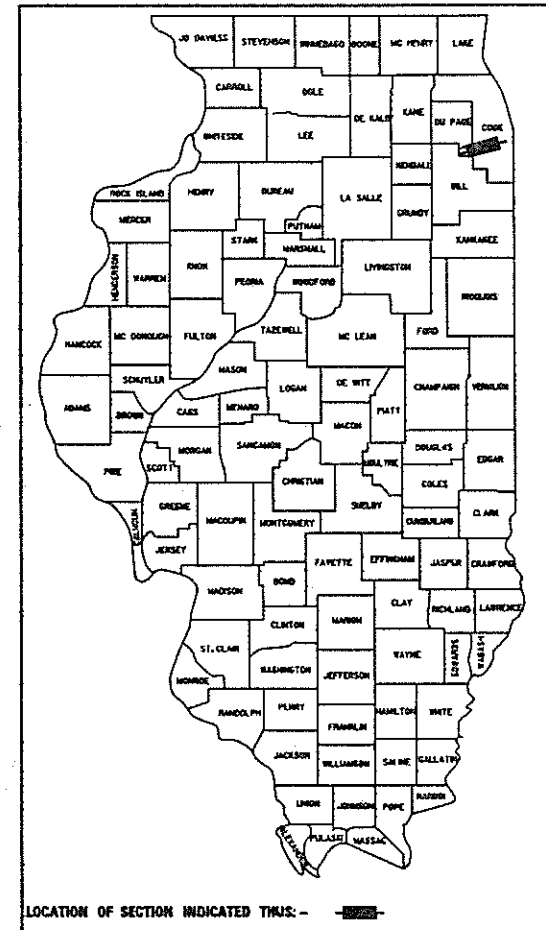 JO DAVIESS STEVENSON WINNEBAGO BOONE MC HENRY LAKE
CARROLL OGLE DE KALB KANE DU PAGE COOK
WHITESIDE LEE KENDALL WILL
ROCK ISLAND HENRY BUREAU LA SALLE GRUNDY
MERCER PUTNAM KANKAKEE
HENDERSON WARREN KNOX STARK MARSHALL LIVINGSTON
PEORIA WOODFORD IROQUOIS
HANCOCK MC DONOUGH FULTON TAZEWELL MC LEAN FORD
SCHUYLER MASON LOGAN DE WITT CHAMPAIGN VERMILION
ADAMS BROWN CASS MENARD MACON PIATT
PIKE SCOTT MORGAN SANGAMON MOULTRIE DOUGLAS EDGAR
CHRISTIAN COLES
CALHOUN GREENE MACOUPIN MONTGOMERY SHELBY CUMBERLAND CLARK
JERSEY FAYETTE EFFINGHAM JASPER CRAWFORD
MADISON BOND CLAY RICHLAND LAWRENCE
CLINTON MARION
ST. CLAIR WAYNE EDWARDS WABASH
MONROE WASHINGTON JEFFERSON
RANDOLPH PERRY HAMILTON WHITE
FRANKLIN
JACKSON WILLIAMSON SALINE GALLATIN
UNION JOHNSON POPE HARDIN
ALEXANDER PULASKI MASSAC
LOCATION OF SECTION INDICATED THUS: -